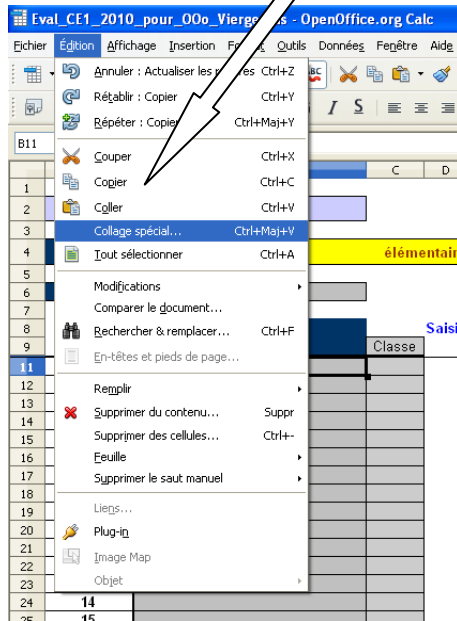 Eval_CE1_2010_pour_OOo_Vierge s - OpenOffice.org Calc
Fichier Édition Affichage Insertion Outils Données Fenêtre Aide
B11
Annuler : Actualiser les Ctrl+Z
Rétablir : Copier Ctrl+Y
Répéter : Copier Ctrl+Maj+Y
Couper Ctrl+X
Copier Ctrl+C
Coller Ctrl+V
Collage spécial... Ctrl+Maj+V
Tout sélectionner Ctrl+A
Modifications
Comparer le document...
Rechercher & remplacer... Ctrl+F
En-têtes et pieds de page...
Remplir
Supprimer du contenu... Suppr
Supprimer des cellules... Ctrl+-
Feuille
Supprimer le saut manuel
Liens...
Plug-in
Image Map
Objet
C D
1
2
3
4 élémentair
5
6
7
8 Saisi
9 Classe
11
12
13
14
15
16
17
18
19
20
21
22
23
24 14
25 15